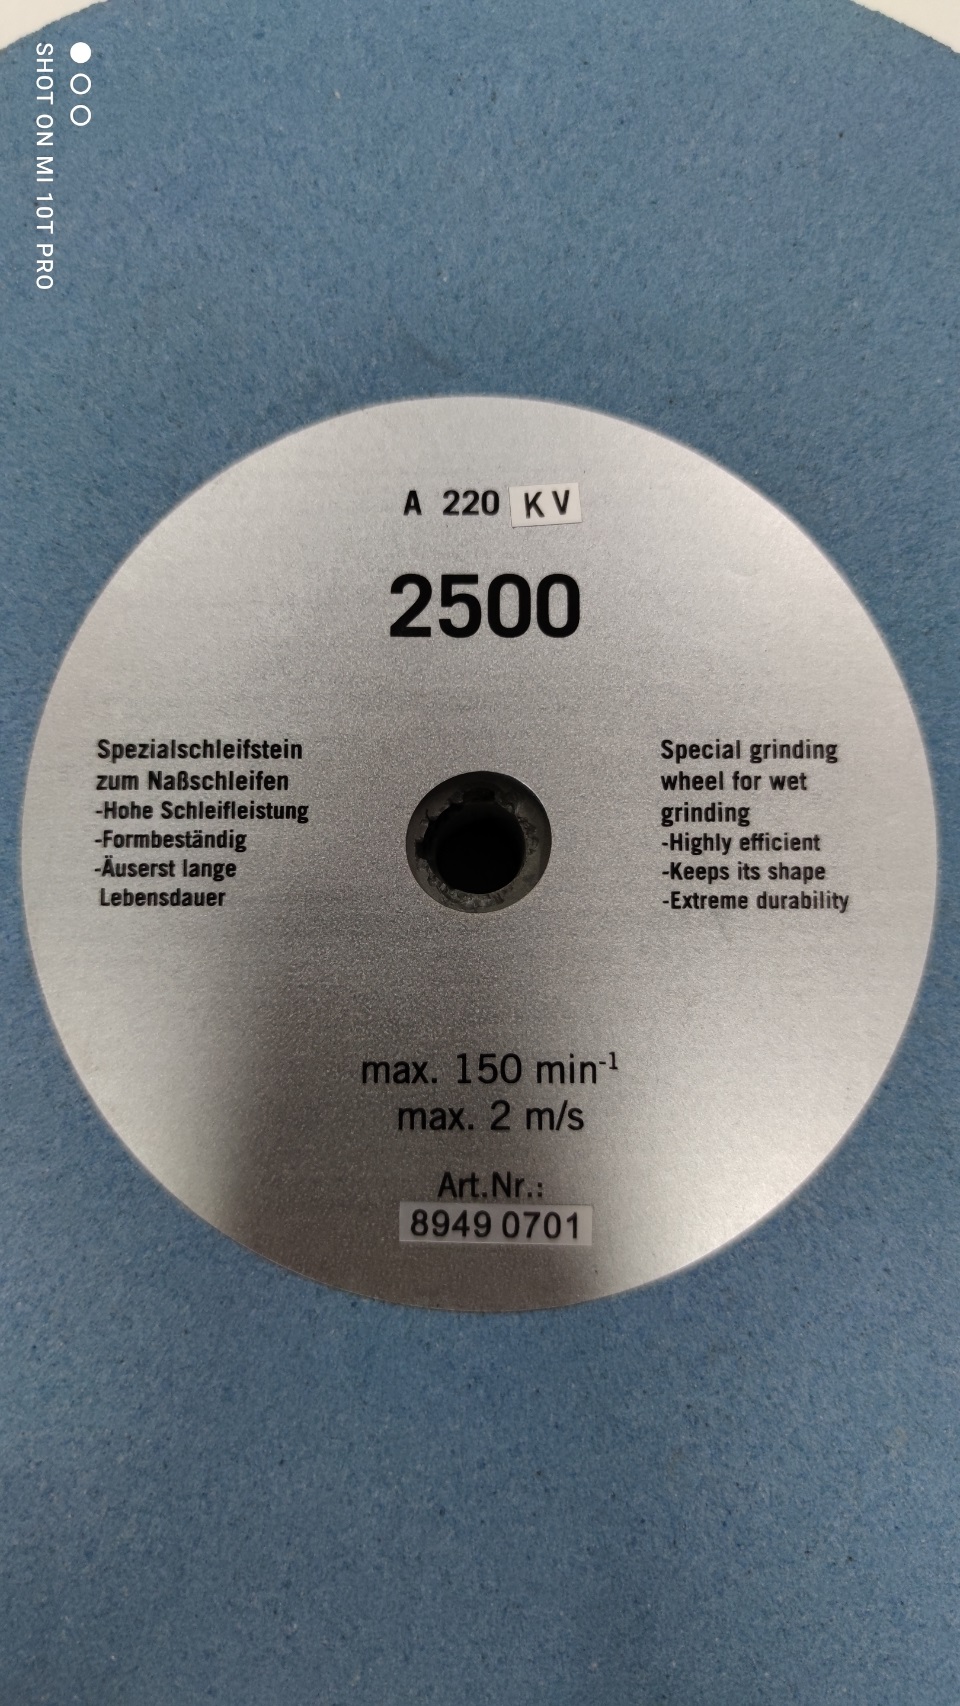 SHOT ON MI 10T PRO
A 220 KV
2500
Spezialschleifstein
zum Naßschleifen
-Hohe Schleifleistung
-Formbeständig
-Äuserst lange
Lebensdauer
Special grinding
wheel for wet
grinding
-Highly efficient
-Keeps its shape
-Extreme durability
max. 150 min⁻¹
max. 2 m/s
Art.Nr.:
8949 0701